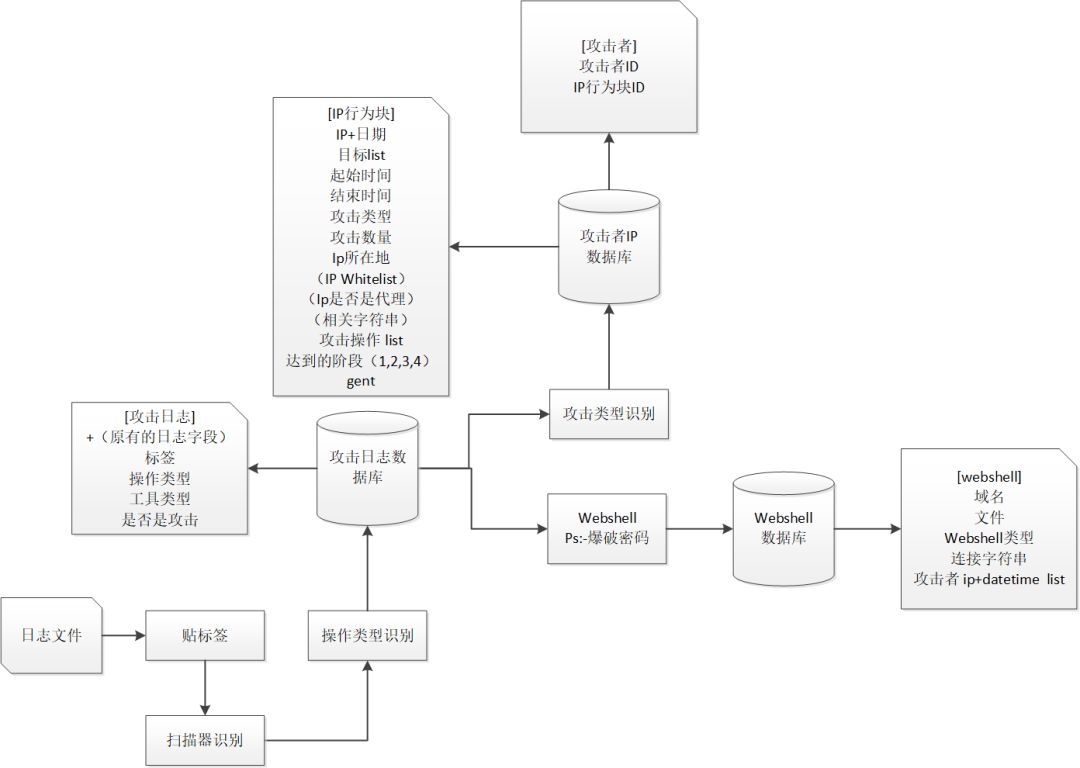 [攻击者]
攻击者ID
IP行为块ID
[IP行为块]
IP+日期
目标list
起始时间
结束时间
攻击类型
攻击数量
Ip所在地
（IP Whitelist）
（Ip是否是代理）
（相关字符串）
攻击操作 list
达到的阶段（1,2,3,4）
gent
攻击者IP
数据库
攻击类型识别
[攻击日志]
+（原有的日志字段）
标签
操作类型
工具类型
是否是攻击
攻击日志数
据库
Webshell
Ps:-爆破密码
Webshell
数据库
[webshell]
域名
文件
Webshell类型
连接字符串
攻击者 ip+datetime list
日志文件
贴标签
操作类型识别
扫描器识别